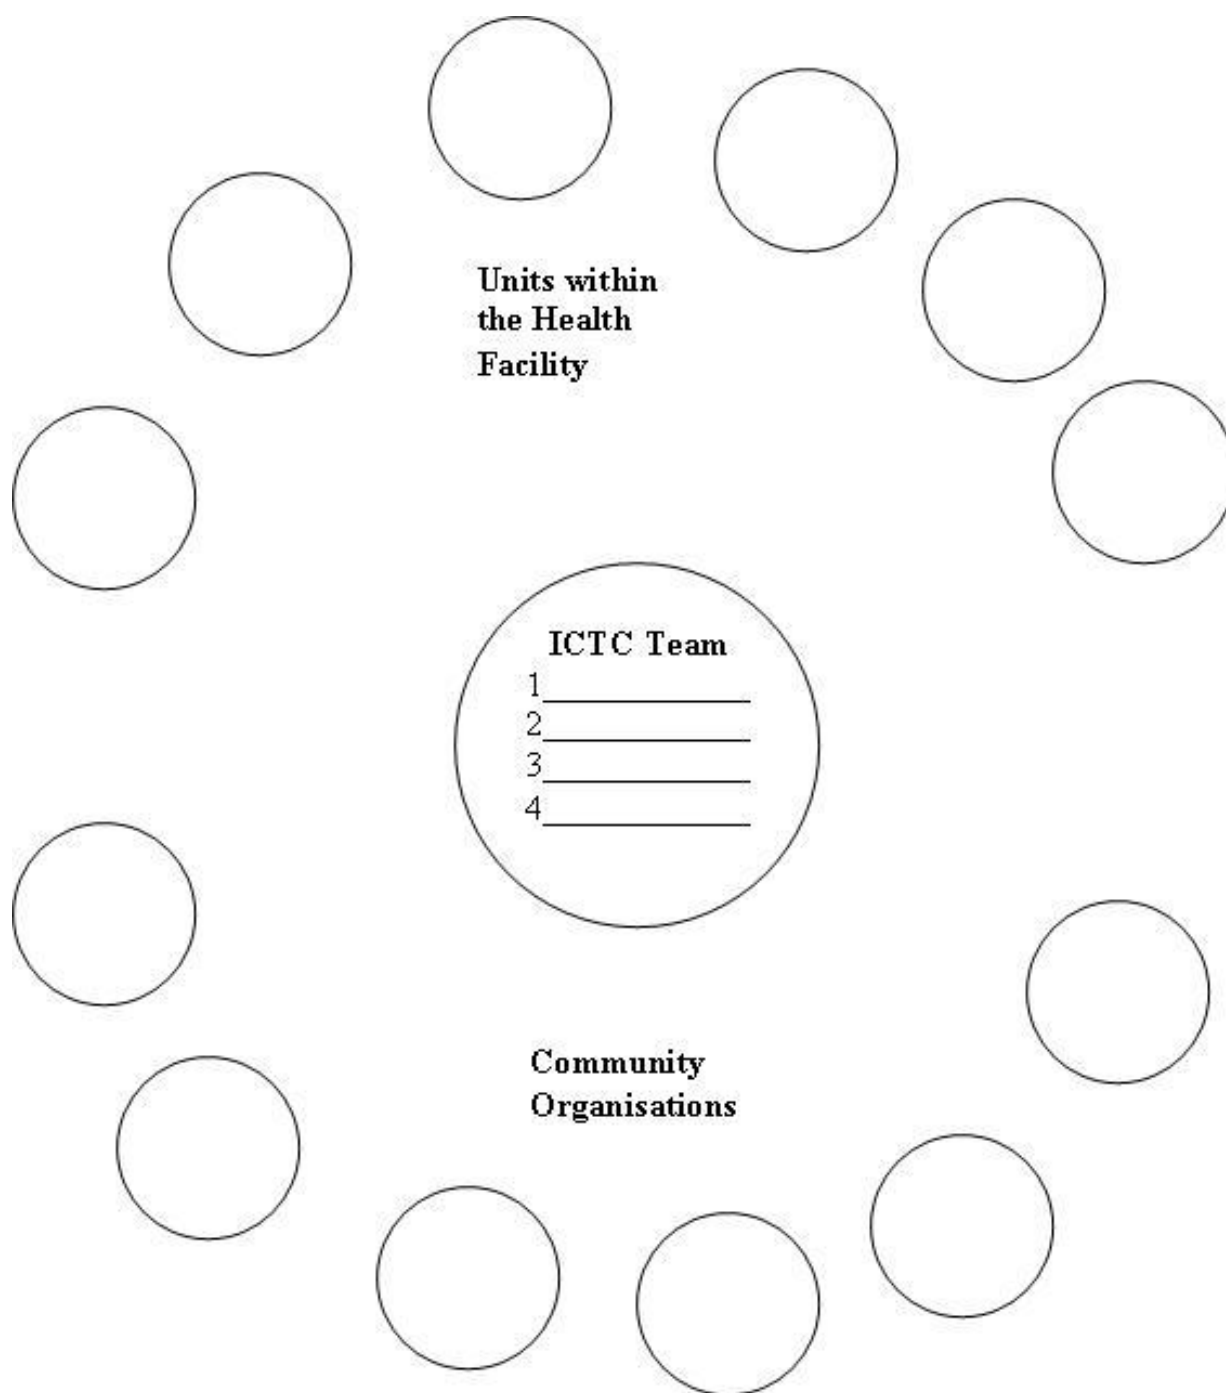 Units within
the Health
Facility
ICTC Team
1
2
3
4
Community
Organisations